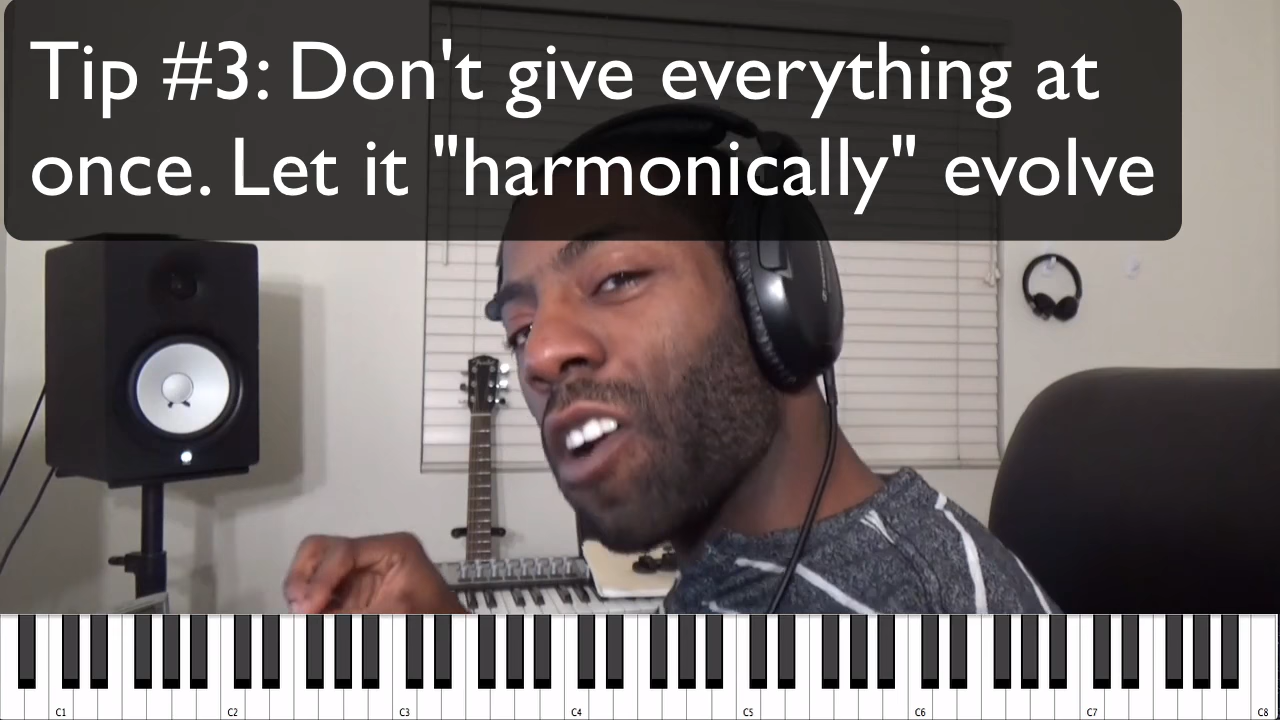 Tip #3: Don't give everything at
once. Let it "harmonically" evolve
C1 C2 C3 C4 C5 C6 C7 C8